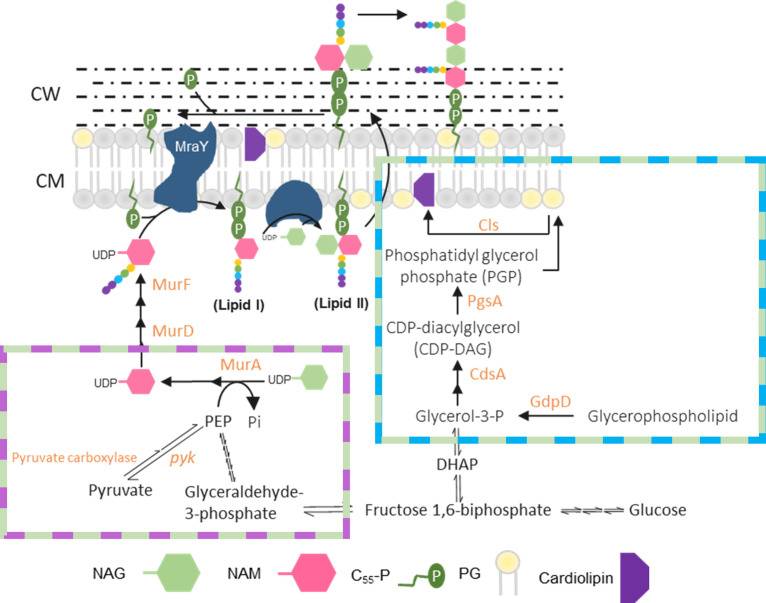 P
P
P
P
P
CW
P
P
MraY
CM
P
P
P
P
P
UDP
Cls
UDP
Phosphatidyl glycerol
phosphate (PGP)
MurF
(Lipid I)
(Lipid II)
PgsA
MurD
CDP-diacylglycerol
(CDP-DAG)
MurA
CdsA
UDP
UDP
GdpD
PEP
Pi
Glycerol-3-P
Glycerophospholipid
Pyruvate carboxylase
pyk
DHAP
Pyruvate
Glyceraldehyde-
3-phosphate
Fructose 1,6-biphosphate
Glucose
NAG
NAM
C55-P
P
PG
Cardiolipin